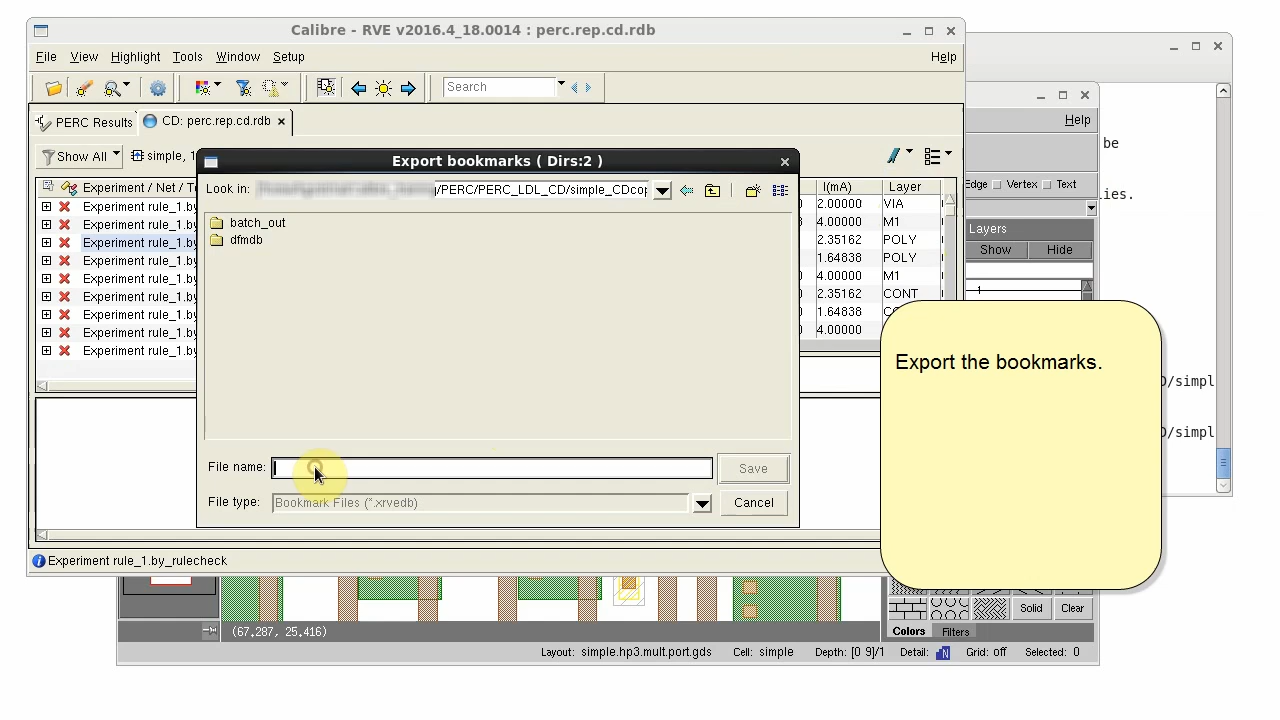 Calibre - RVE v2016.4_18.0014 : perc.rep.cd.rdb
File View Highlight Tools Window Setup Help
Search
PERC Results CD: perc.rep.cd.rdb
Help
be
Show All simple, 1
Export bookmarks ( Dirs:2 )
Look in: /PERC/PERC_LDL_CD/simple_CDcor
Edge Vertex Text
Experiment / Net / T
I(mA) Layer
lies.
Experiment rule_1.by 2.00000 VIA
Experiment rule_1.by 4.00000 M1
Experiment rule_1.by 2.35162 POLY
Experiment rule_1.by 1.64838 POLY
Experiment rule_1.by 4.00000 M1
Experiment rule_1.by 2.35162 CONT
Experiment rule_1.by 1.64838
Experiment rule_1.by 4.00000
Experiment rule_1.by
batch_out
dfmdb
Layers
Show Hide
1
Export the bookmarks.
D/simpl
D/simpl
File name: Save
File type: Bookmark Files (*.xrvedb) Cancel
Experiment rule_1.by_rulecheck
Solid Clear
(67.287, 25.416)
Colors Filters
Layout: simple.hp3.mult.port.gds Cell: simple Depth: [0 9]/1 Detail: Grid: off Selected: 0